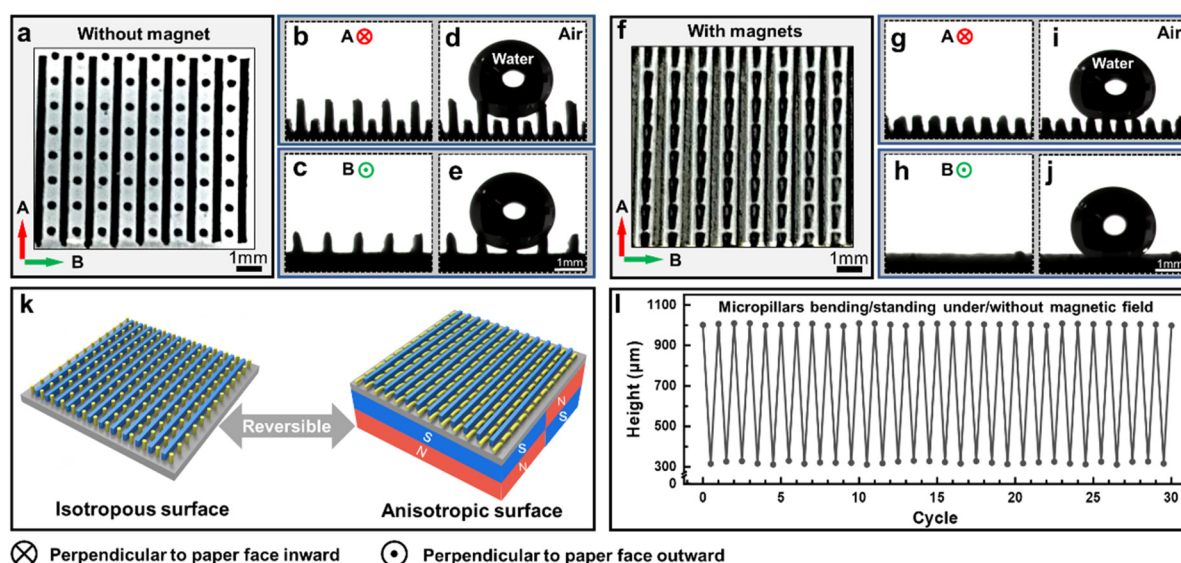 a
Without magnet
A
B
1mm
b
A
d
Air
Water
c
B
e
1mm
f
With magnets
A
B
1mm
g
A
i
Air
Water
h
B
j
1mm
k
Reversible
S
N
S
N
N
S
Isotropous surface
Anisotropic surface
l
Micropillars bending/standing under/without magnetic field
Height (μm)
1100
900
700
500
300
0
0 5 10 15 20 25 30
Cycle
Perpendicular to paper face inward
Perpendicular to paper face outward